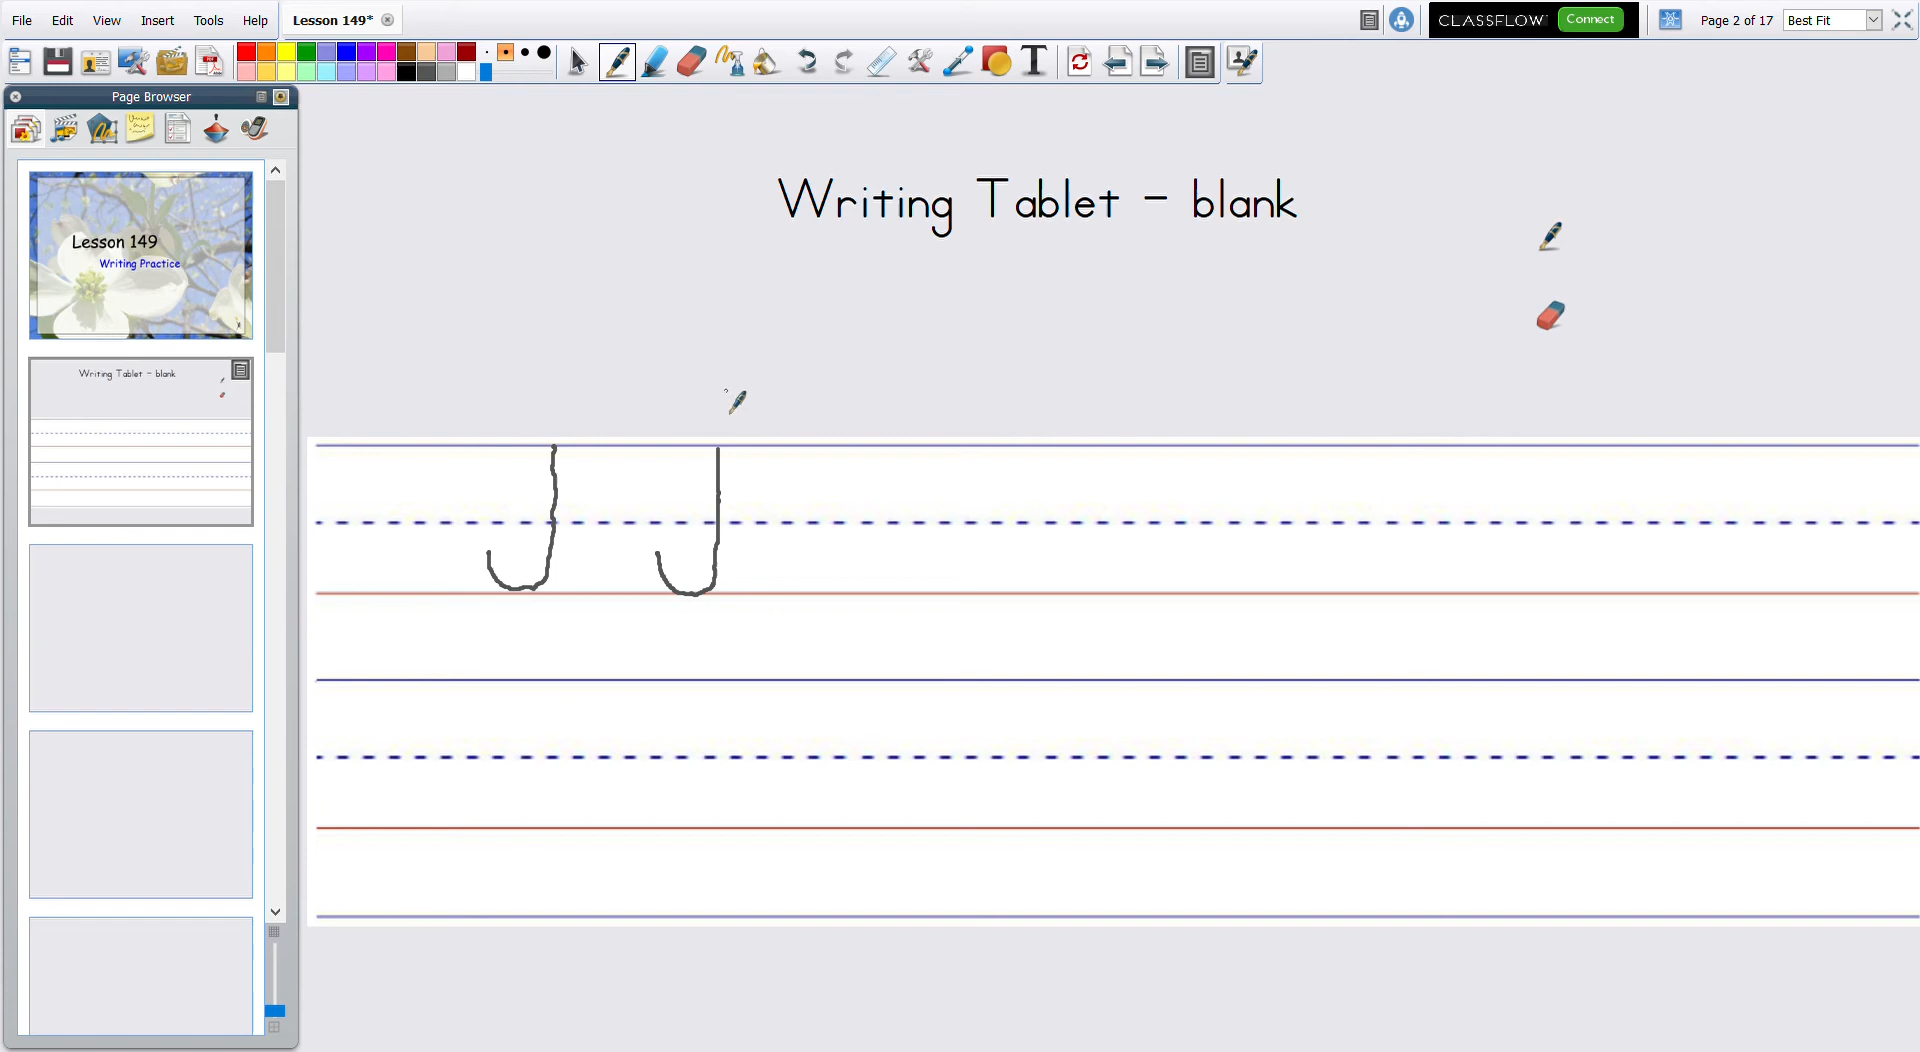 File Edit View Insert Tools Help Lesson 149* CLASSFLOW Connect Page 2 of 17 Best Fit
Page Browser
Lesson 149
Writing Practice
Writing Tablet - blank
Writing Tablet - blank
J J